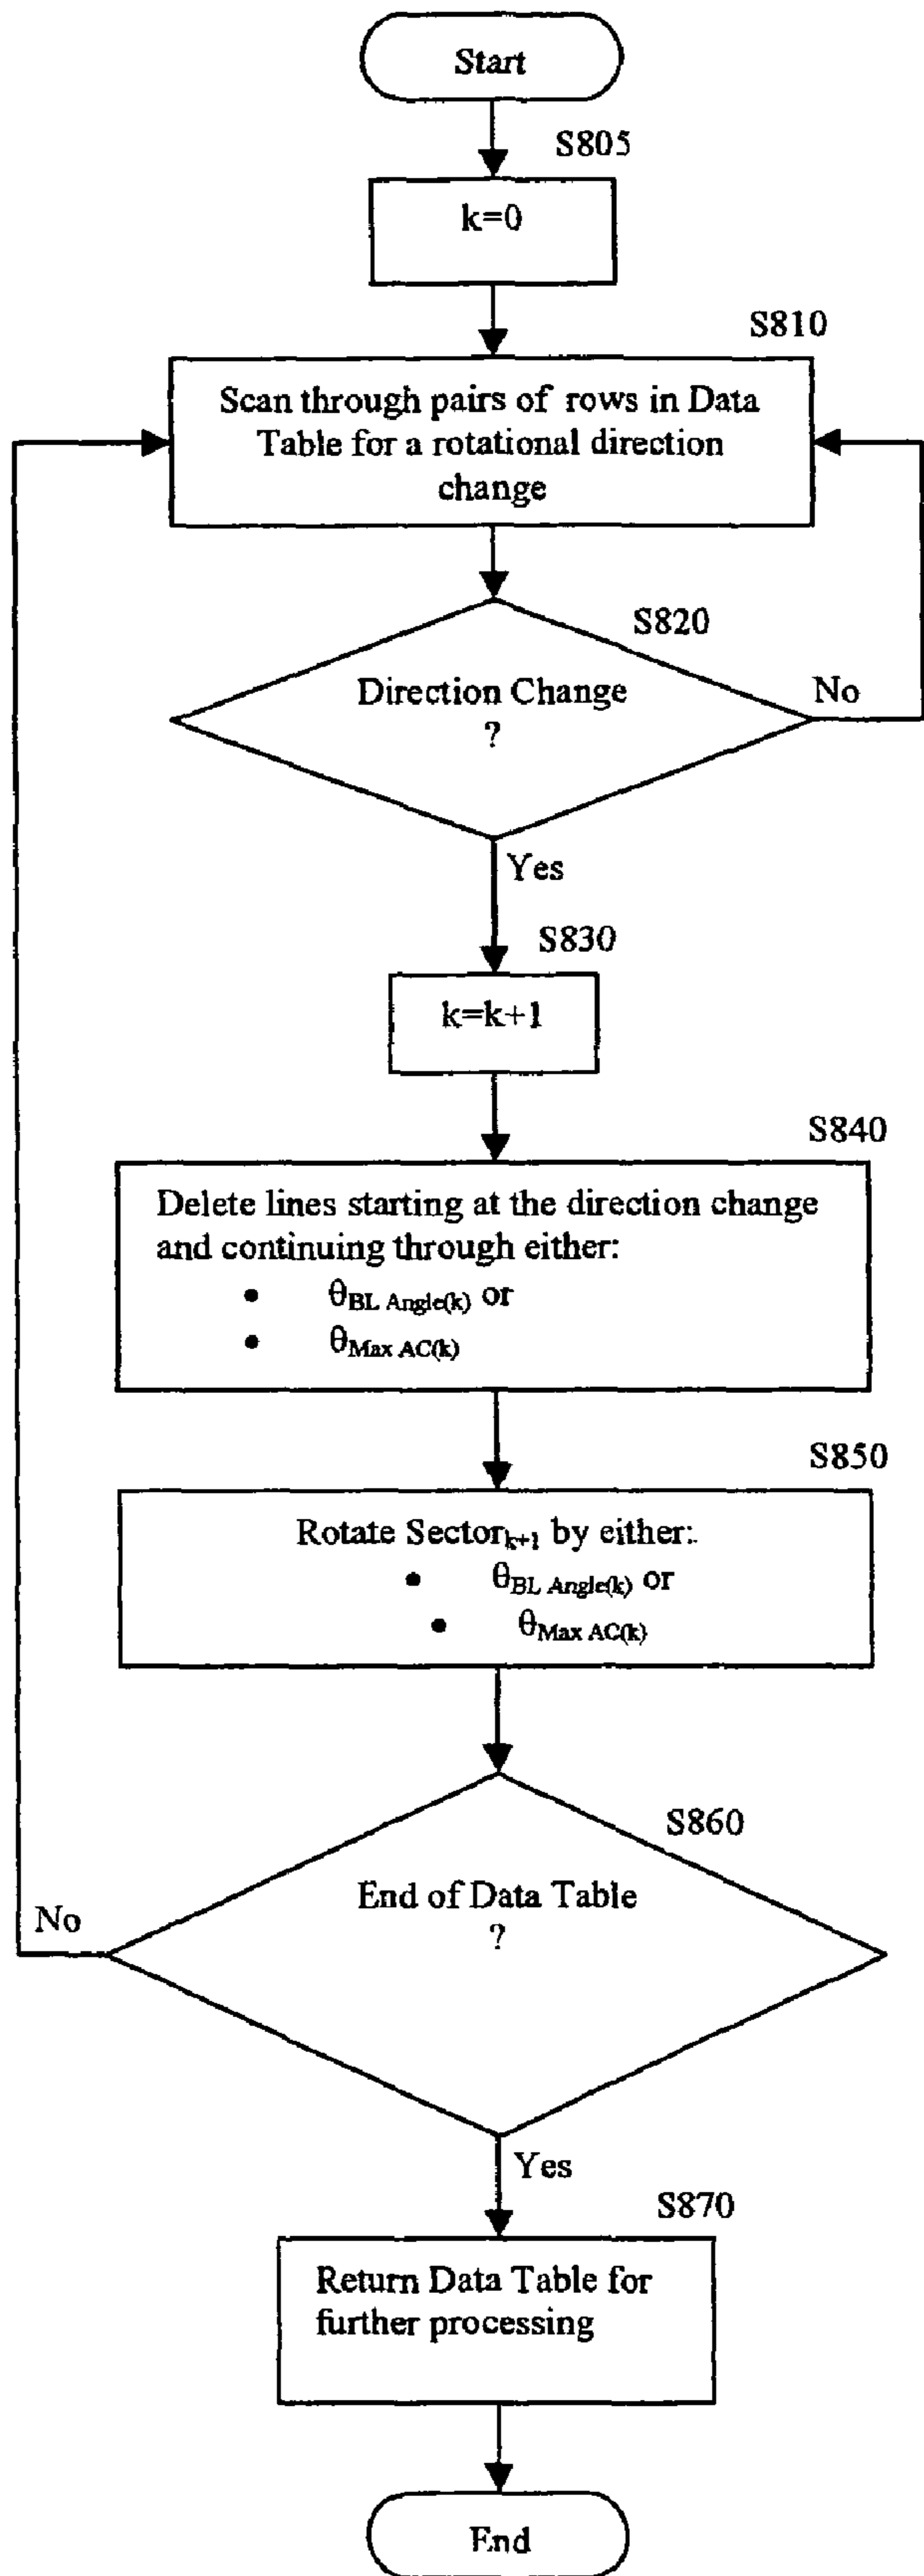 Start
S805
k=0
S810
Scan through pairs of rows in Data
Table for a rotational direction
change
S820
Direction Change
?
No
Yes
S830
k=k+1
S840
Delete lines starting at the direction change
and continuing through either:
• θBL Angle(k) or
• θMax AC(k)
S850
Rotate Sectork+1 by either:
• θBL Angle(k) or
• θMax AC(k)
S860
End of Data Table
?
No
Yes
S870
Return Data Table for
further processing
End